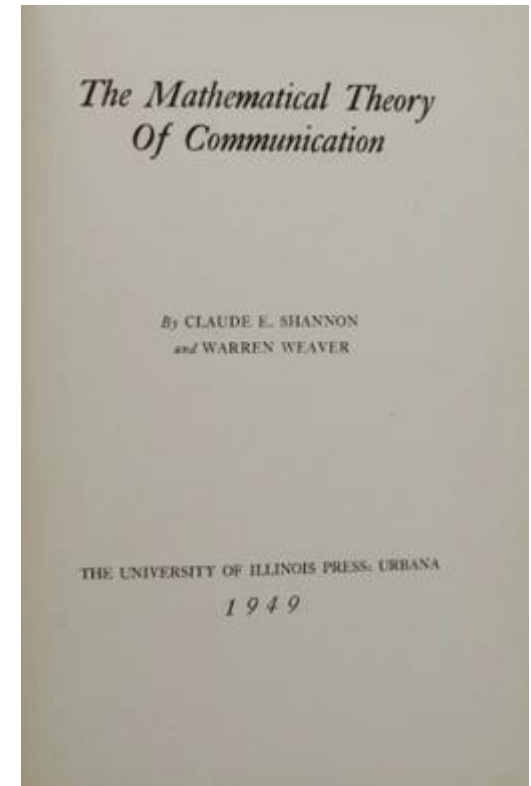 The Mathematical Theory
Of Communication
By CLAUDE E. SHANNON
and WARREN WEAVER
THE UNIVERSITY OF ILLINOIS PRESS: URBANA
1949